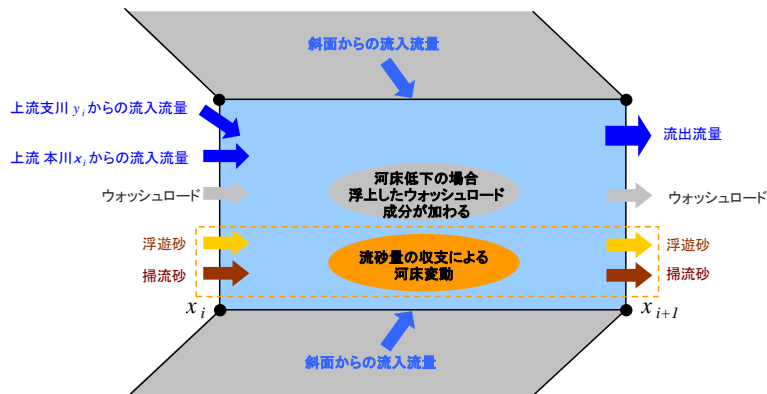 斜面からの流入流量
上流支川 yiからの流入流量
上流 本川xiからの流入流量
流出流量
ウォッシュロード
河床低下の場合
浮上したウォッシュロード
成分が加わる
ウォッシュロード
浮遊砂
掃流砂
流砂量の収支による
河床変動
浮遊砂
掃流砂
xi
xi+1
斜面からの流入流量